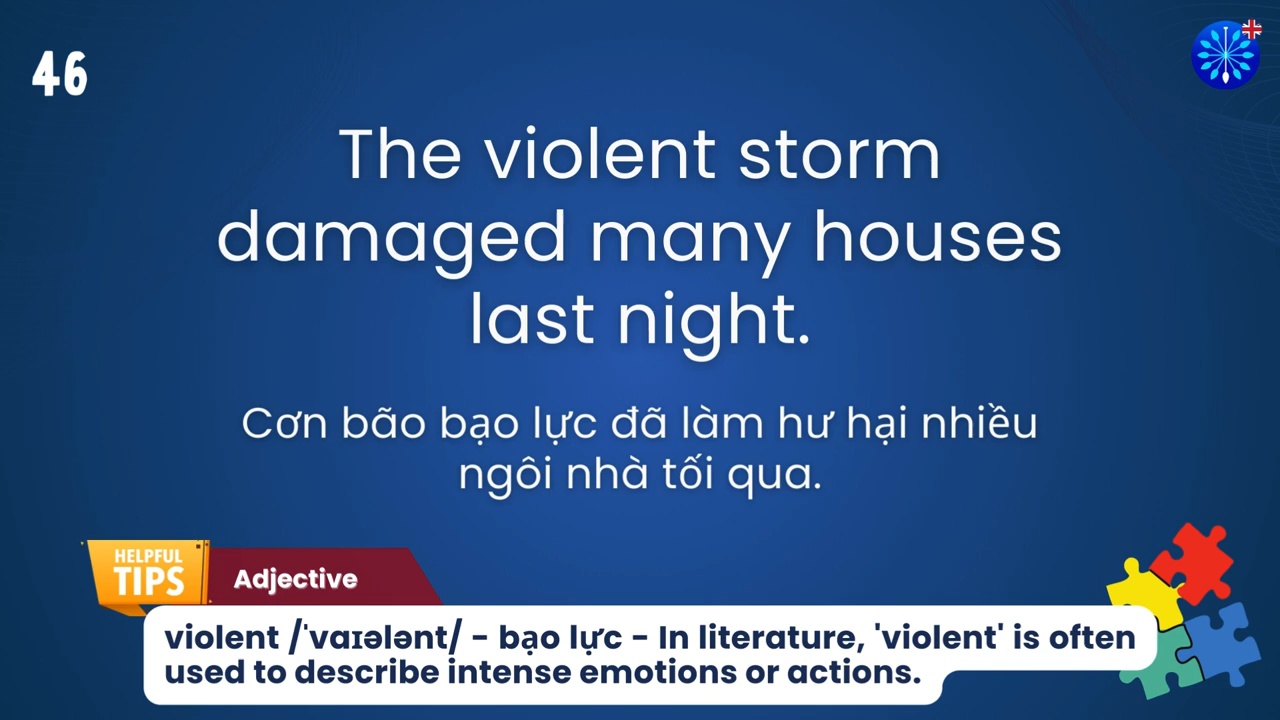 46
The violent storm
damaged many houses
last night.
Cơn bão bạo lực đã làm hư hại nhiều
ngôi nhà tối qua.
HELPFUL
TIPS
Adjective
violent /ˈvaɪələnt/ - bạo lực - In literature, 'violent' is often
used to describe intense emotions or actions.